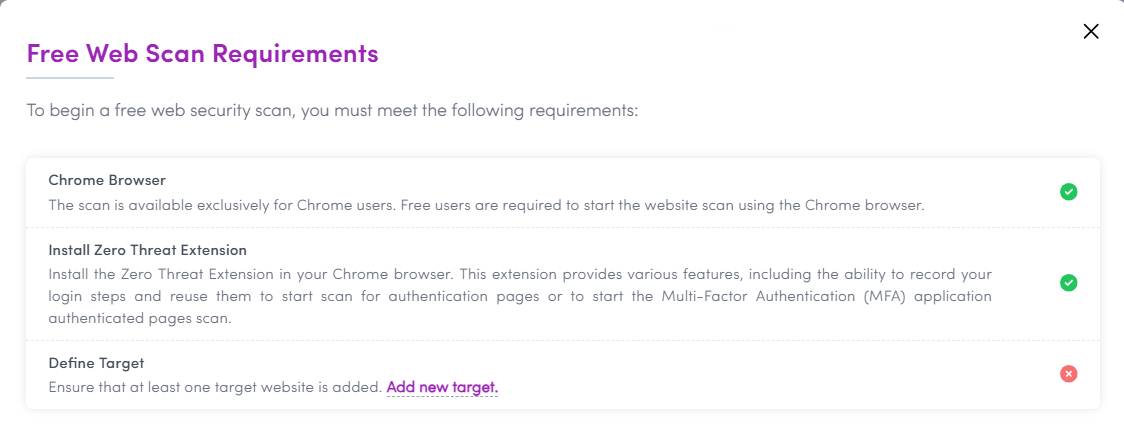 Free Web Scan Requirements
To begin a free web security scan, you must meet the following requirements:
Chrome Browser
The scan is available exclusively for Chrome users. Free users are required to start the website scan using the Chrome browser.
Install Zero Threat Extension
Install the Zero Threat Extension in your Chrome browser. This extension provides various features, including the ability to record your
login steps and reuse them to start scan for authentication pages or to start the Multi-Factor Authentication (MFA) application
authenticated pages scan.
Define Target
Ensure that at least one target website is added. Add new target.